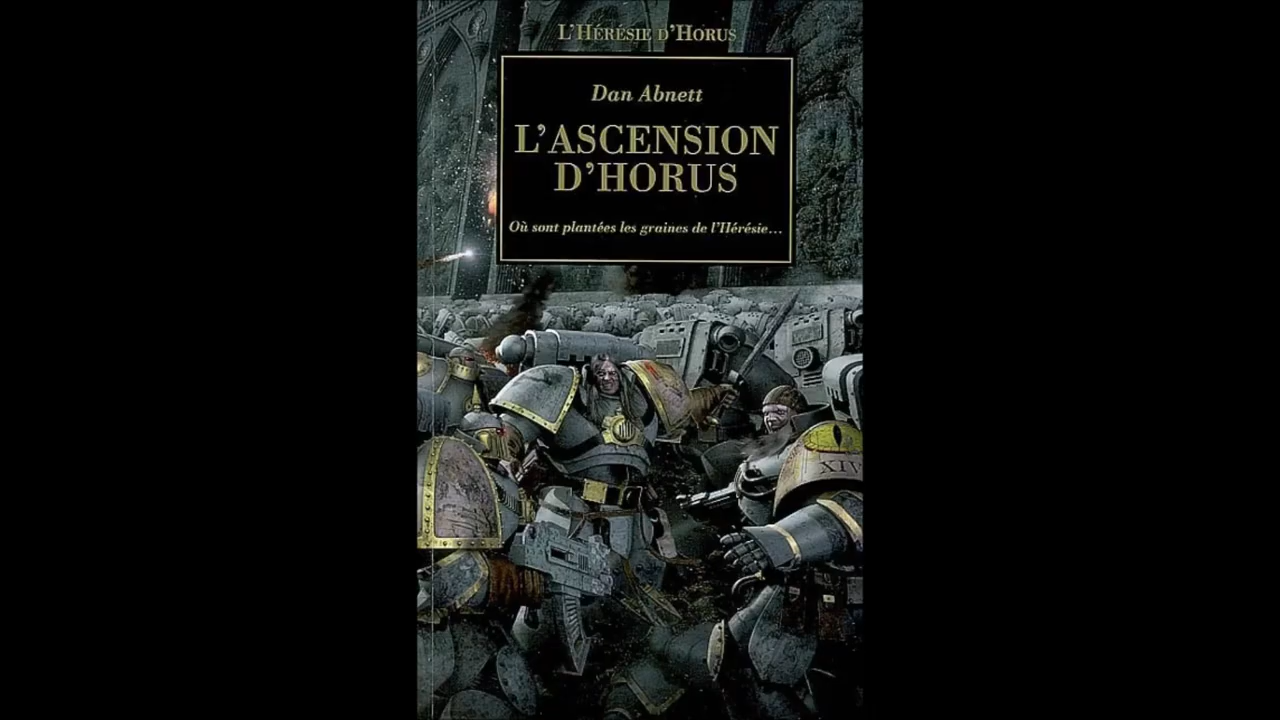 L'HÉRÉSIE D'HORUS
Dan Abnett
L'ASCENSION
D'HORUS
Où sont plantées les graines de l'Hérésie...
XIV